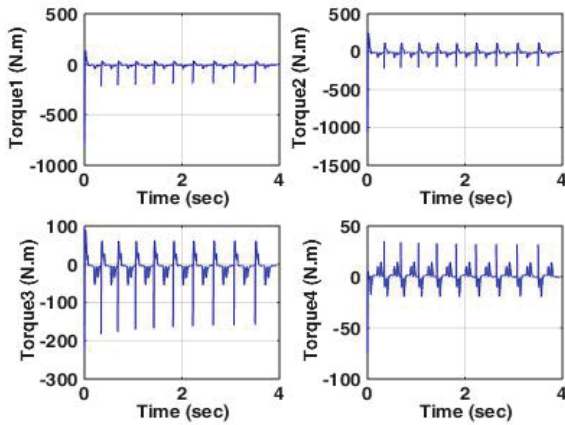 500
0
-500
-1000
Torque1 (N.m)
0 2 4
Time (sec)
500
0
-500
-1000
-1500
Torque2 (N.m)
0 2 4
Time (sec)
100
0
-100
-200
-300
Torque3 (N.m)
0 2 4
Time (sec)
50
0
-50
-100
Torque4 (N.m)
0 2 4
Time (sec)